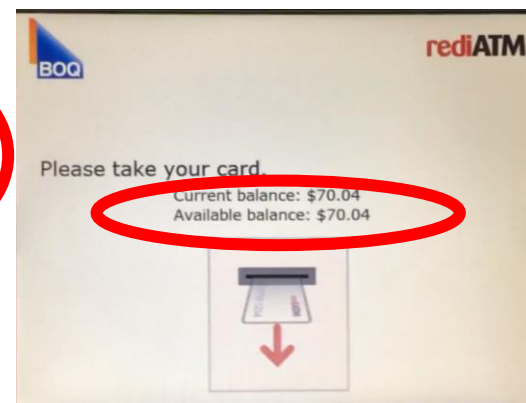 BOQ
rediATM
Please take your card.
Current balance: $70.04
Available balance: $70.04